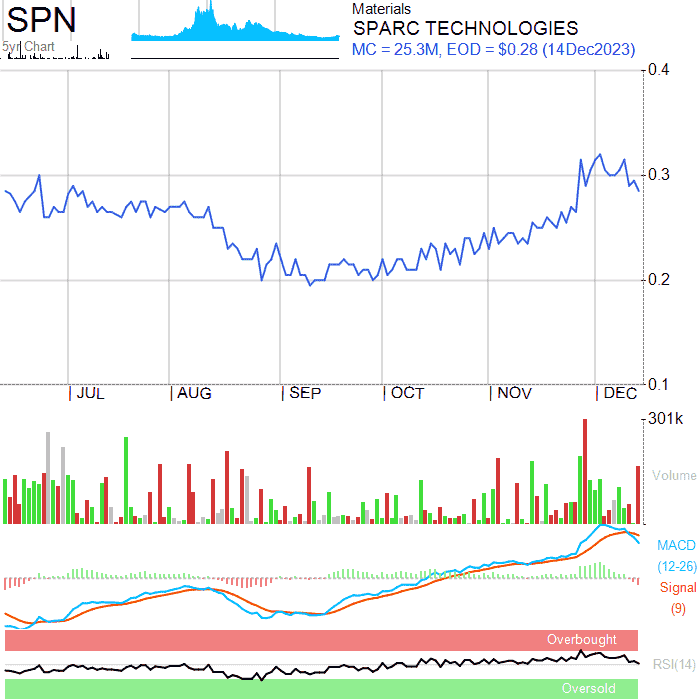 SPN
5yr Chart
Materials
SPARC TECHNOLOGIES
MC = 25.3M, EOD = $0.28 (14Dec2023)
0.4
0.3
0.2
0.1
JUL AUG SEP OCT NOV DEC
301k
Volume
MACD
(12-26)
Signal
(9)
Overbought
RSI(14)
Oversold